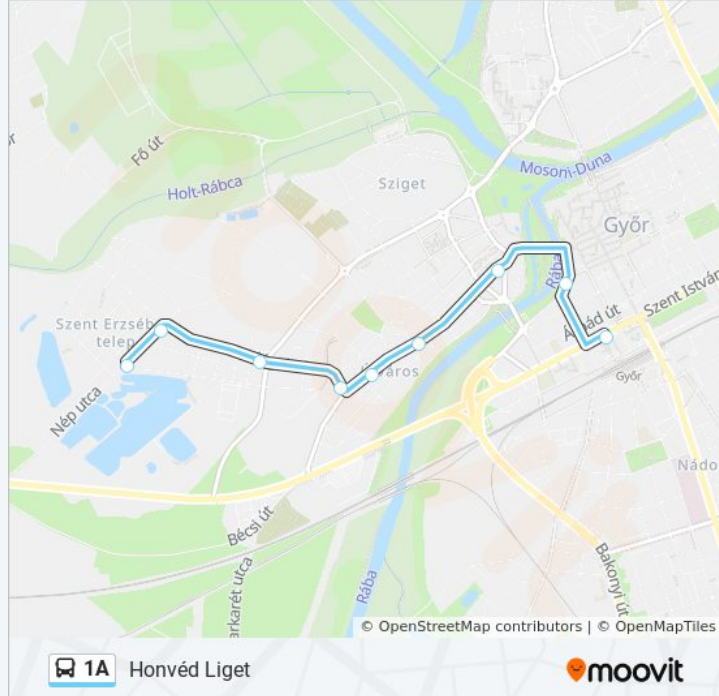 Fő út
Mosoni-Duna
Holt-Rábca
Sziget
Győr
Rába
Szent István
Árpád út
Szent Erzséb
telep
város
Győr
Nép utca
Nádo
Bécsi út
Bakonyi út
arkarét utca
Rába
© OpenStreetMap contributors | © OpenMapTiles
1A Honvéd Liget
moovit